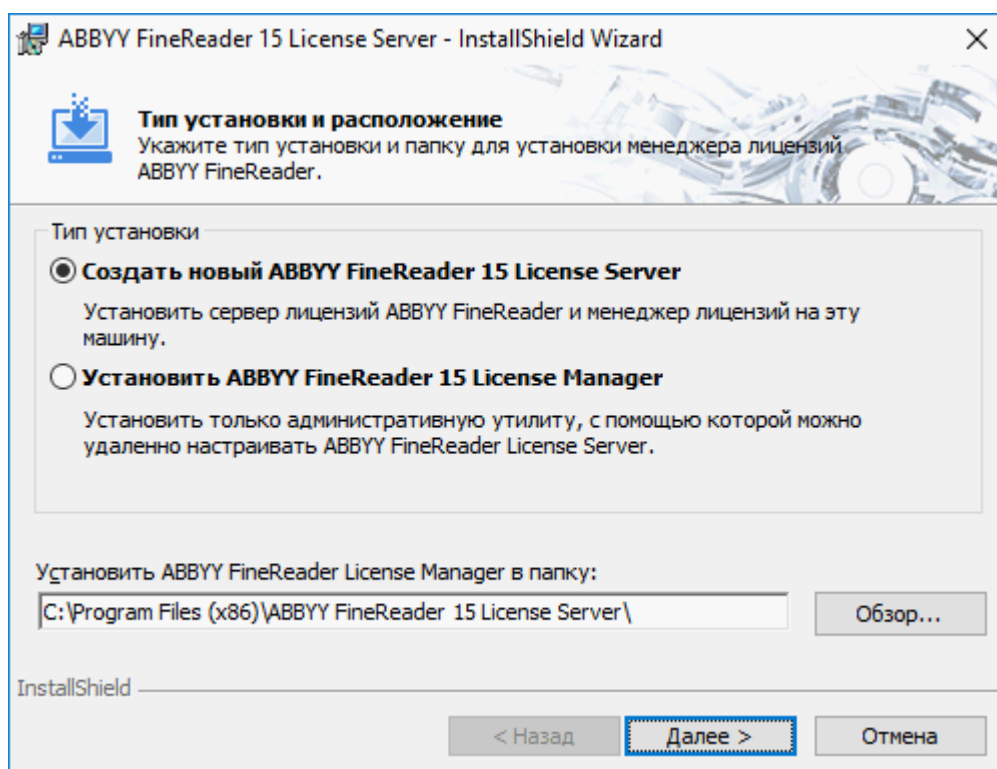 ABBYY FineReader 15 License Server - InstallShield Wizard
Тип установки и расположение
Укажите тип установки и папку для установки менеджера лицензий
ABBYY FineReader.
Тип установки
Создать новый ABBYY FineReader 15 License Server
Установить сервер лицензий ABBYY FineReader и менеджер лицензий на эту
машину.
Установить ABBYY FineReader 15 License Manager
Установить только административную утилиту, с помощью которой можно
удаленно настраивать ABBYY FineReader License Server.
Установить ABBYY FineReader License Manager в папку:
C:\Program Files (x86)\ABBYY FineReader 15 License Server\
Обзор...
InstallShield
< Назад
Далее >
Отмена